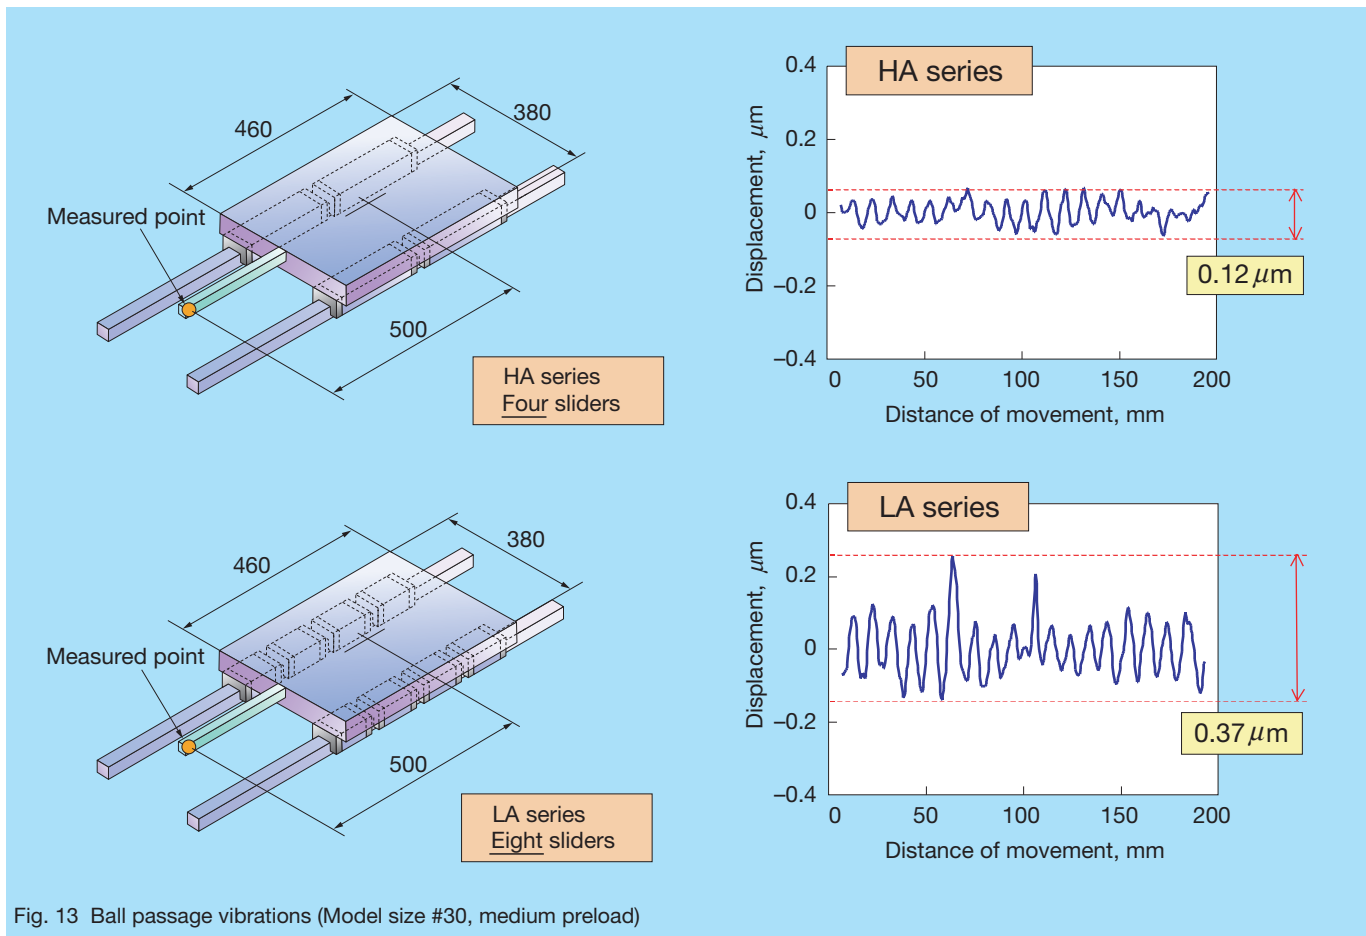 460
380
Measured point
500
HA series
Four sliders
HA series
0.4
0.2
0
–0.2
–0.4
Displacement, μm
0 50 100 150 200
Distance of movement, mm
0.12 μm
460
380
Measured point
500
LA series
Eight sliders
LA series
0.4
0.2
0
–0.2
–0.4
Displacement, μm
0 50 100 150 200
Distance of movement, mm
0.37 μm
Fig. 13 Ball passage vibrations (Model size #30, medium preload)